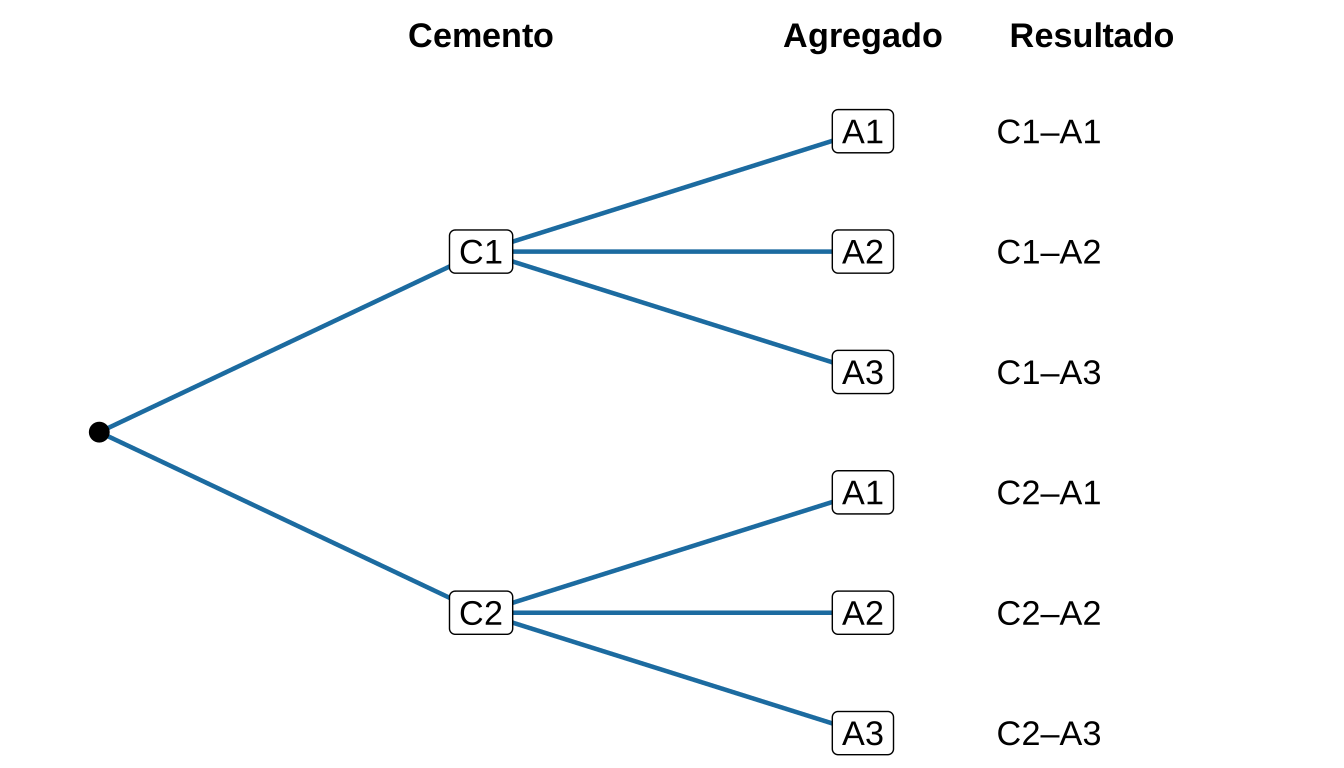 Cemento Agregado Resultado
A1 C1–A1
C1 A2 C1–A2
A3 C1–A3
A1 C2–A1
C2 A2 C2–A2
A3 C2–A3